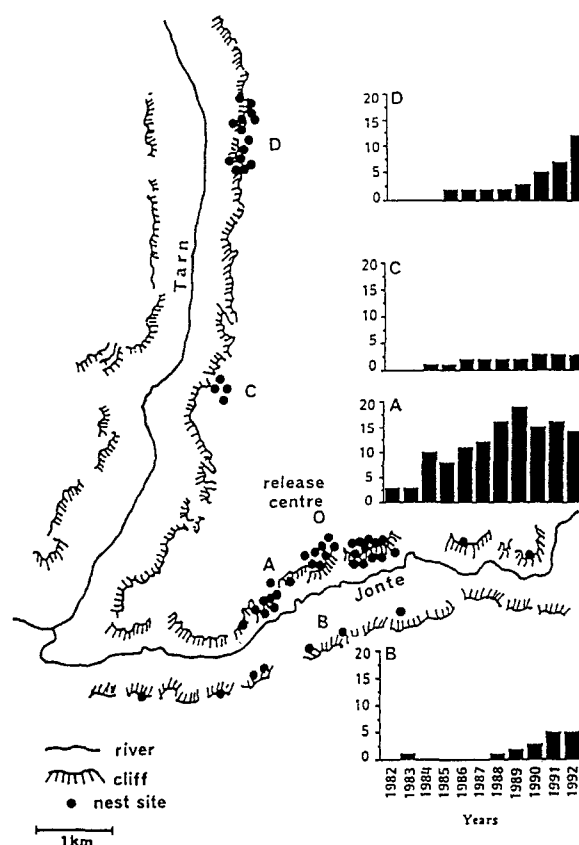 D
20
15
10
5
0
D
Tarn
C
20
15
10
5
0
C
A
20
15
10
5
0
release
centre
O
A
Jonte
B
B
20
15
10
5
0
river
cliff
nest site
1km
1982
1983
1984
1985
1986
1987
1988
1989
1990
1991
1992
Years